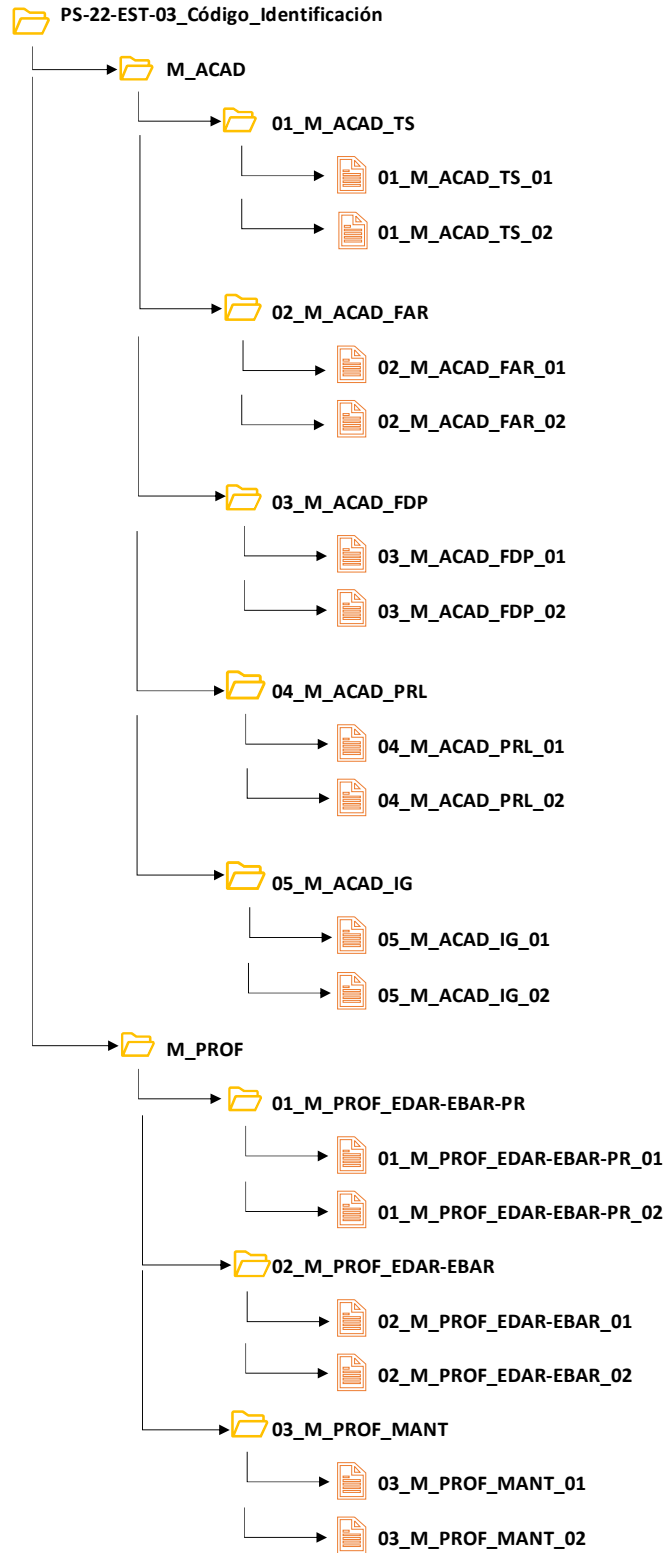 PS-22-EST-03_Código_Identificación
M_ACAD
01_M_ACAD_TS
01_M_ACAD_TS_01
01_M_ACAD_TS_02
02_M_ACAD_FAR
02_M_ACAD_FAR_01
02_M_ACAD_FAR_02
03_M_ACAD_FDP
03_M_ACAD_FDP_01
03_M_ACAD_FDP_02
04_M_ACAD_PRL
04_M_ACAD_PRL_01
04_M_ACAD_PRL_02
05_M_ACAD_IG
05_M_ACAD_IG_01
05_M_ACAD_IG_02
M_PROF
01_M_PROF_EDAR-EBAR-PR
01_M_PROF_EDAR-EBAR-PR_01
01_M_PROF_EDAR-EBAR-PR_02
02_M_PROF_EDAR-EBAR
02_M_PROF_EDAR-EBAR_01
02_M_PROF_EDAR-EBAR_02
03_M_PROF_MANT
03_M_PROF_MANT_01
03_M_PROF_MANT_02